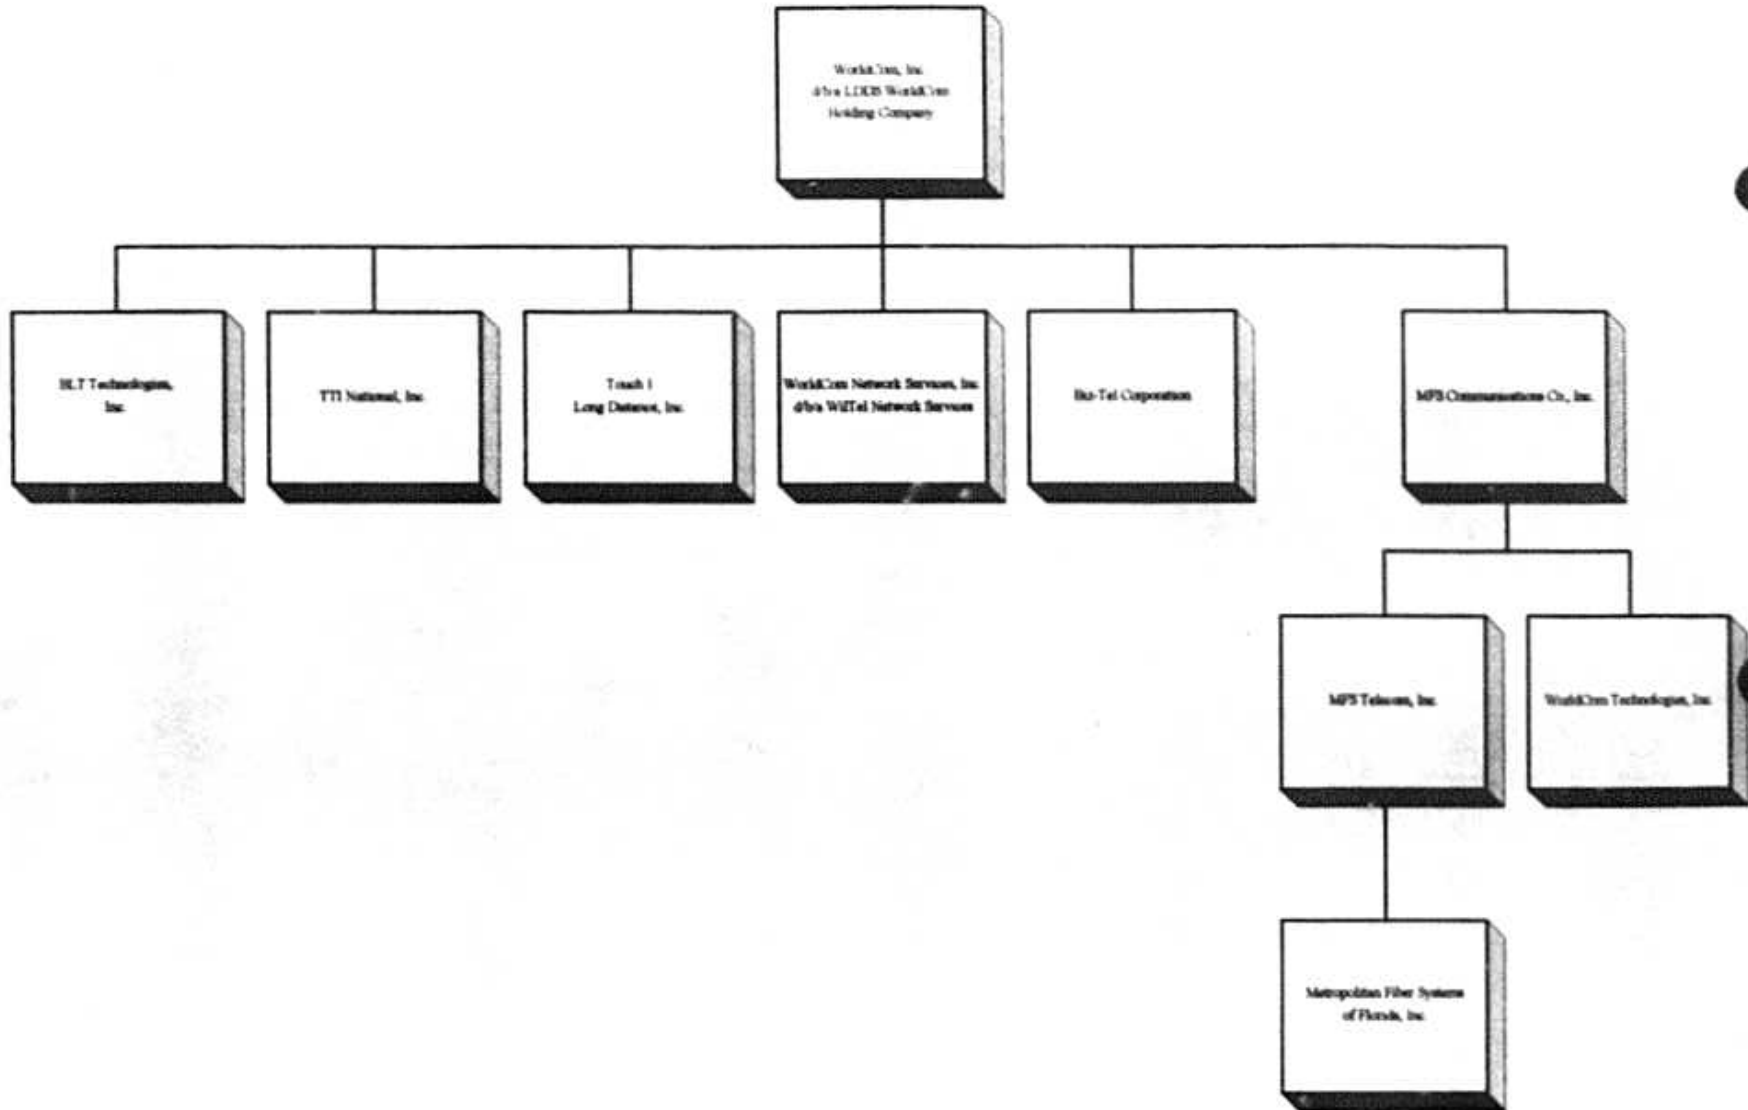 WorldCom, Inc.
d/b/a LDDS WorldCom
Holding Company
BLT Technologies,
Inc.
TTI National, Inc.
Touch 1
Long Distance, Inc.
WorldCom Network Services, Inc.
d/b/a WilTel Network Services
Biz-Tel Corporation
MFS Communications Co., Inc.
MFS Telecom, Inc.
WorldCom Technologies, Inc.
Metropolitan Fiber Systems
of Florida, Inc.